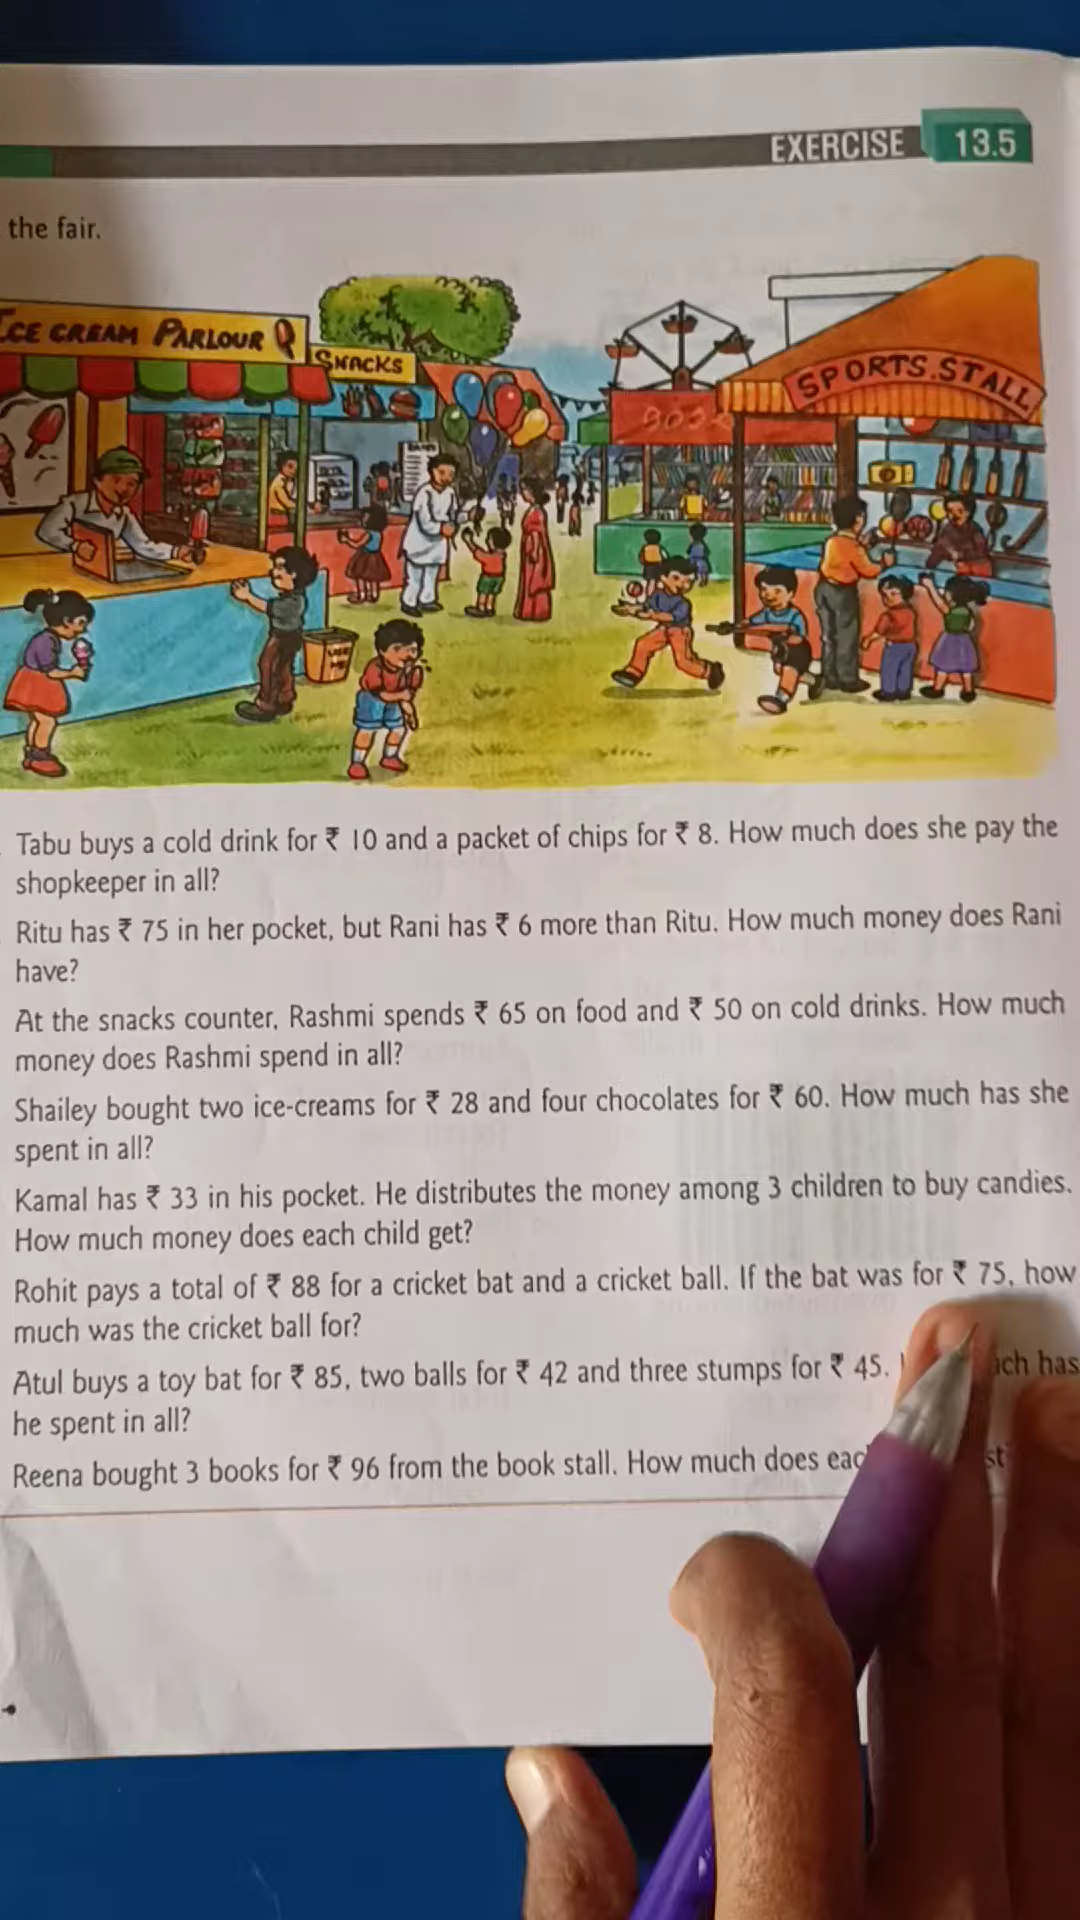 EXERCISE 13.5
the fair.
ICE CREAM PARLOUR
SNACKS
SPORTS.STALL
USE ME
Tabu buys a cold drink for ₹ 10 and a packet of chips for ₹ 8. How much does she pay the
shopkeeper in all?
Ritu has ₹ 75 in her pocket, but Rani has ₹ 6 more than Ritu. How much money does Rani
have?
At the snacks counter, Rashmi spends ₹ 65 on food and ₹ 50 on cold drinks. How much
money does Rashmi spend in all?
Shailey bought two ice-creams for ₹ 28 and four chocolates for ₹ 60. How much has she
spent in all?
Kamal has ₹ 33 in his pocket. He distributes the money among 3 children to buy candies.
How much money does each child get?
Rohit pays a total of ₹ 88 for a cricket bat and a cricket ball. If the bat was for ₹ 75, how
much was the cricket ball for?
Atul buys a toy bat for ₹ 85, two balls for ₹ 42 and three stumps for ₹ 45. has
he spent in all?
Reena bought 3 books for ₹ 96 from the book stall. How much does